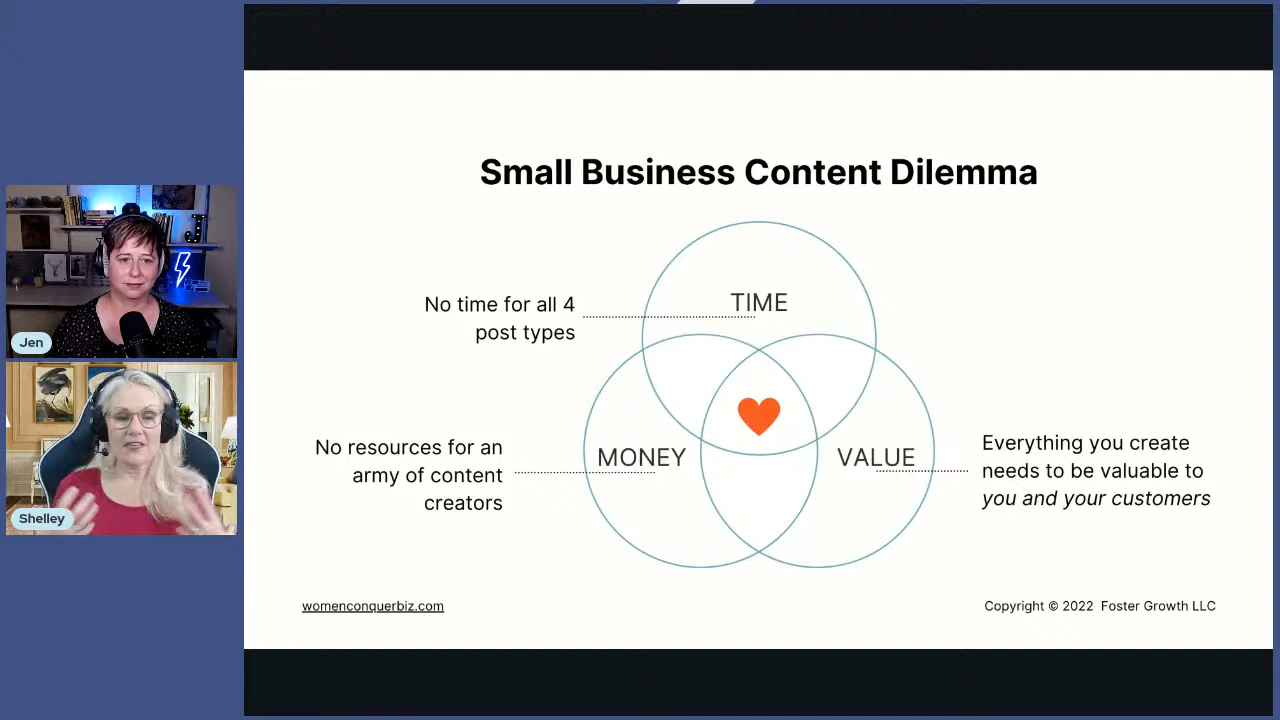 Small Business Content Dilemma
TIME
No time for all 4
post types
MONEY
No resources for an
army of content
creators
VALUE
Everything you create
needs to be valuable to
you and your customers
womenconquerbiz.com
Copyright © 2022 Foster Growth LLC
J
Jen
Shelley